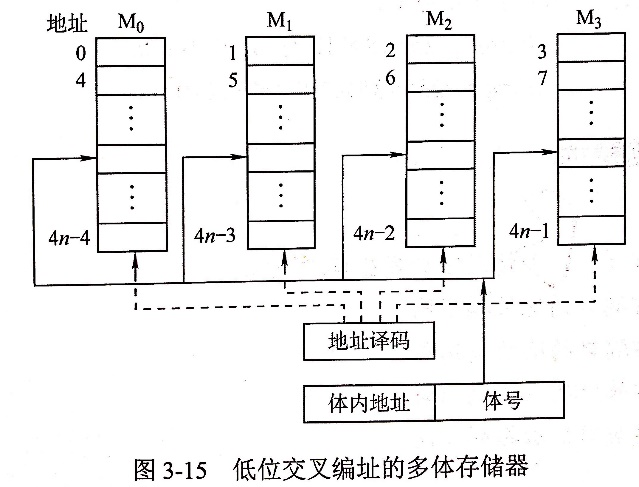 地址 M₀ M₁ M₂ M₃
0 1 2 3
4 5 6 7
4n−4 4n−3 4n−2 4n−1
地址译码
体内地址 体号
图 3-15 低位交叉编址的多体存储器